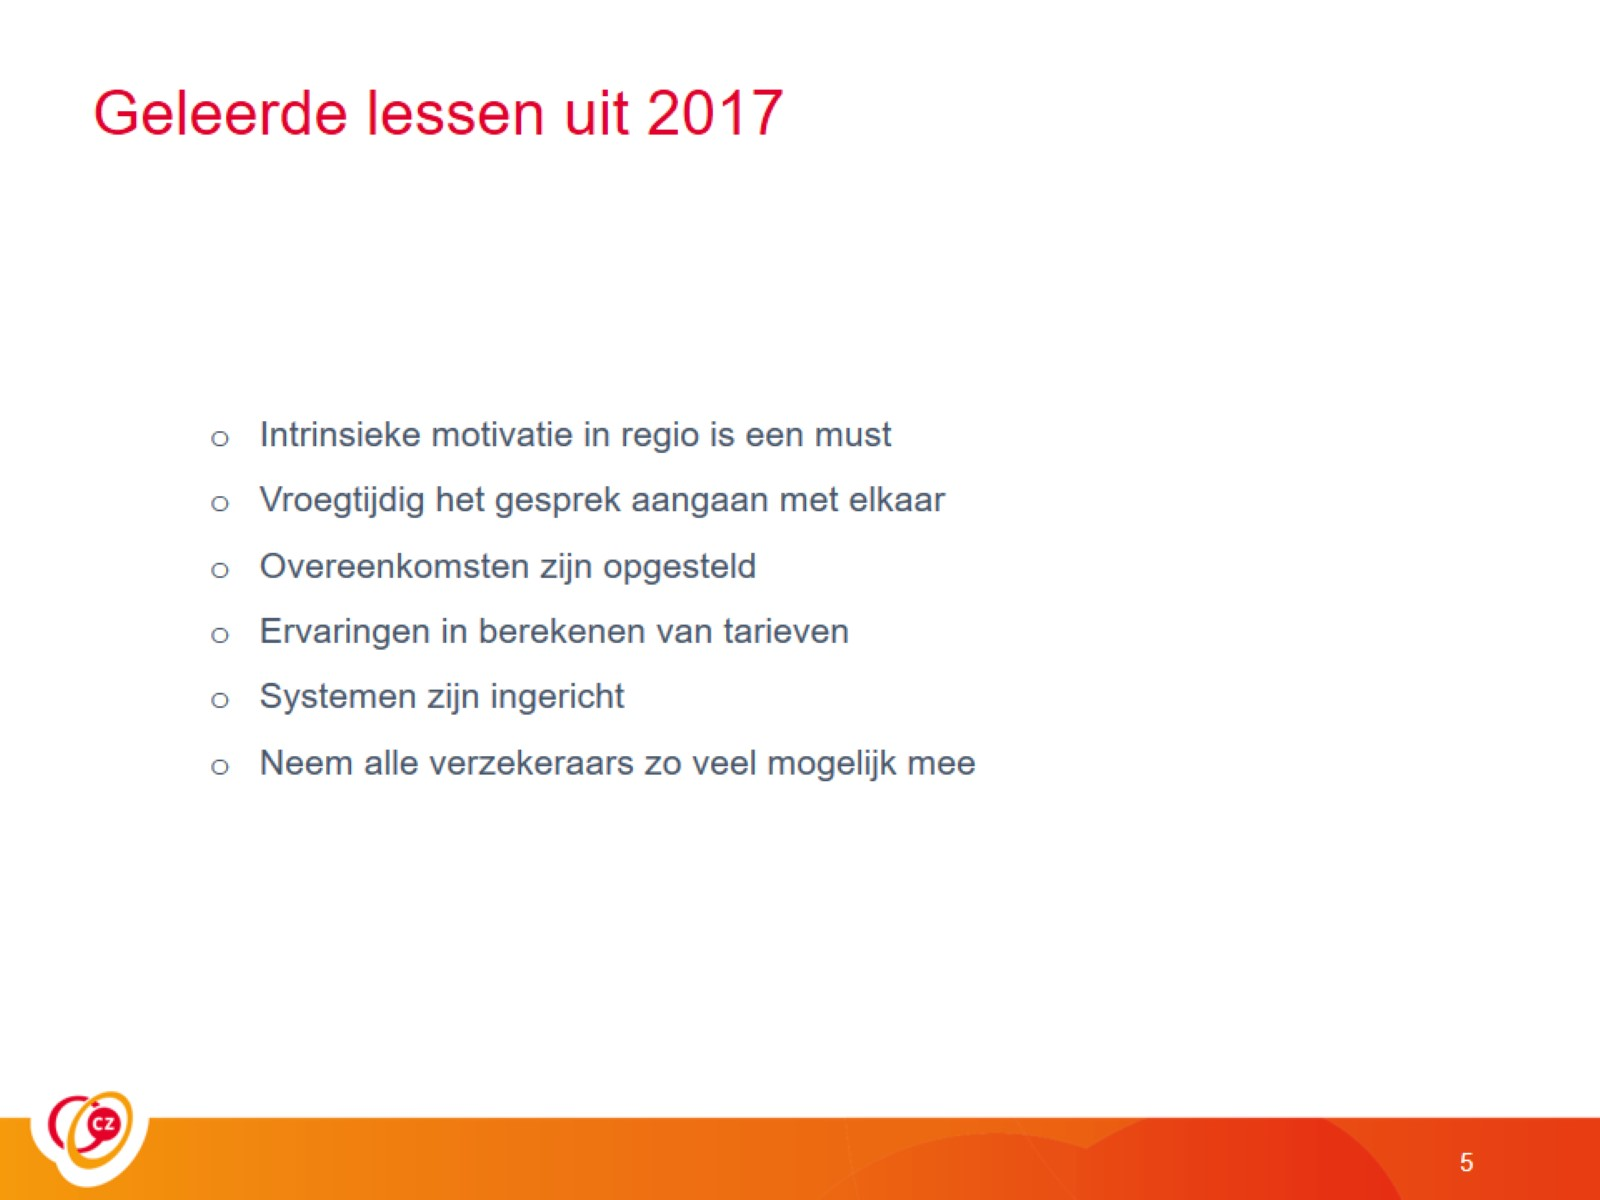 Geleerde lessen uit 2017
o Intrinsieke motivatie in regio is een must
o Vroegtijdig het gesprek aangaan met elkaar
o Overeenkomsten zijn opgesteld
o Ervaringen in berekenen van tarieven
o Systemen zijn ingericht
o Neem alle verzekeraars zo veel mogelijk mee
CZ
5